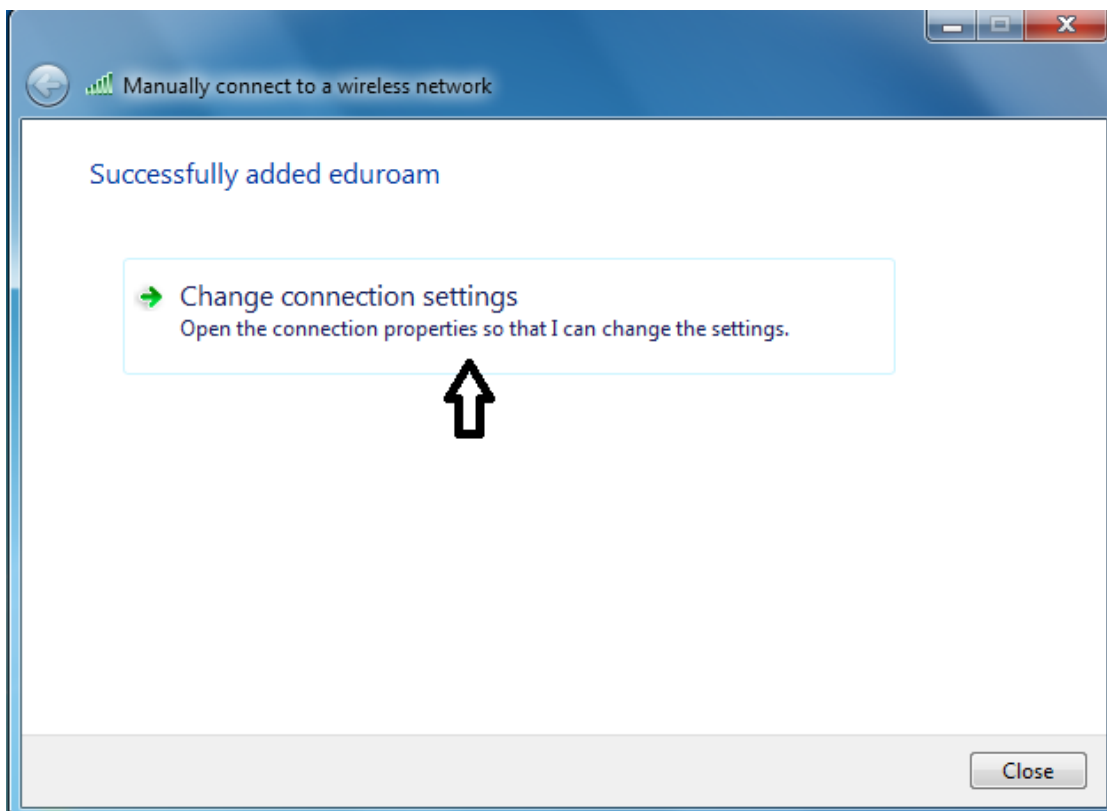 Manually connect to a wireless network
Successfully added eduroam
Change connection settings
Open the connection properties so that I can change the settings.
Close